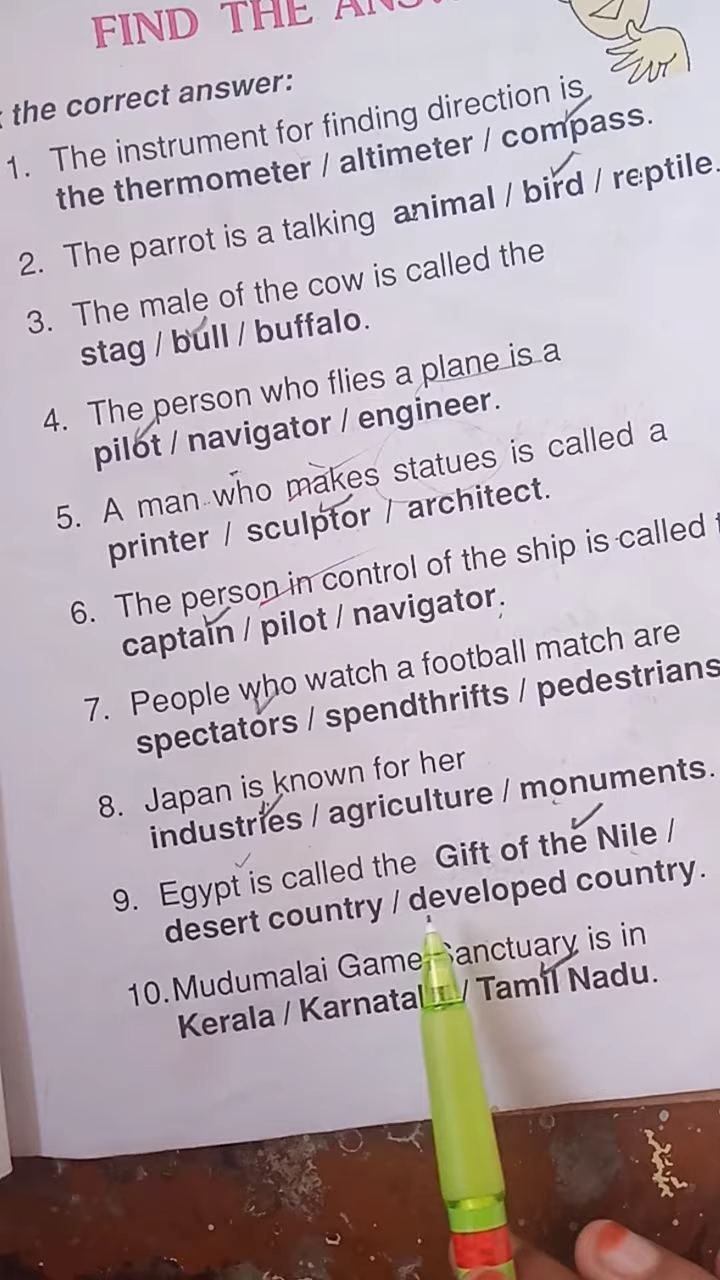 FIND THE ANS
the correct answer:
1. The instrument for finding direction is
the thermometer / altimeter / compass.
2. The parrot is a talking animal / bird / reptile.
3. The male of the cow is called the
stag / bull / buffalo.
4. The person who flies a plane is a
pilot / navigator / engineer.
5. A man who makes statues is called a
printer / sculptor / architect.
6. The person in control of the ship is called
captain / pilot / navigator.
7. People who watch a football match are
spectators / spendthrifts / pedestrians
8. Japan is known for her
industries / agriculture / monuments.
9. Egypt is called the Gift of the Nile /
desert country / developed country.
10. Mudumalai Game Sanctuary is in
Kerala / Karnata / Tamil Nadu.